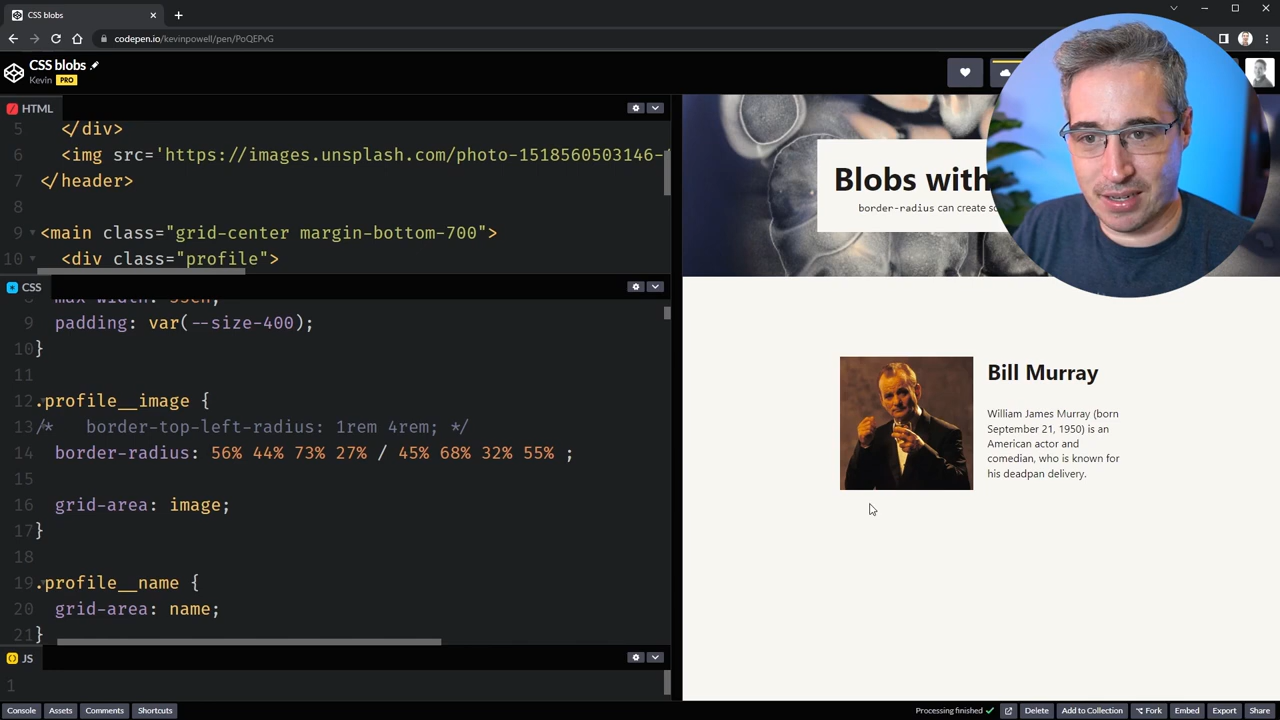 CSS blobs
codepen.io/kevinpowell/pen/PoQEPvG
CSS blobs
Kevin PRO
HTML
5 </div>
6 <img src='https://images.unsplash.com/photo-1518560503146-
7 </header>
8
9 <main class="grid-center margin-bottom-700">
10 <div class="profile">
CSS
9 padding: var(--size-400);
10 }
11
12 .profile__image {
13 /* border-top-left-radius: 1rem 4rem; */
14 border-radius: 56% 44% 73% 27% / 45% 68% 32% 55% ;
15
16 grid-area: image;
17 }
18
19 .profile__name {
20 grid-area: name;
21 }
JS
1
Blobs with
border-radius can create
Bill Murray
William James Murray (born
September 21, 1950) is an
American actor and
comedian, who is known for
his deadpan delivery.
Console Assets Comments Shortcuts
Processing finished Delete Add to Collection Fork Embed Export Share